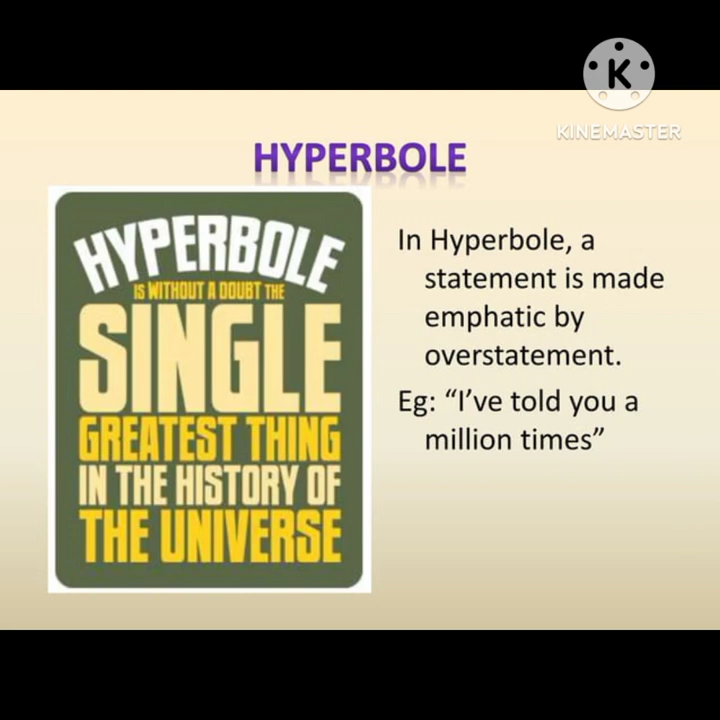 K
KINEMASTER
HYPERBOLE
HYPERBOLE
IS WITHOUT A DOUBT THE
SINGLE
GREATEST THING
IN THE HISTORY OF
THE UNIVERSE
In Hyperbole, a
statement is made
emphatic by
overstatement.
Eg: “I’ve told you a
million times”